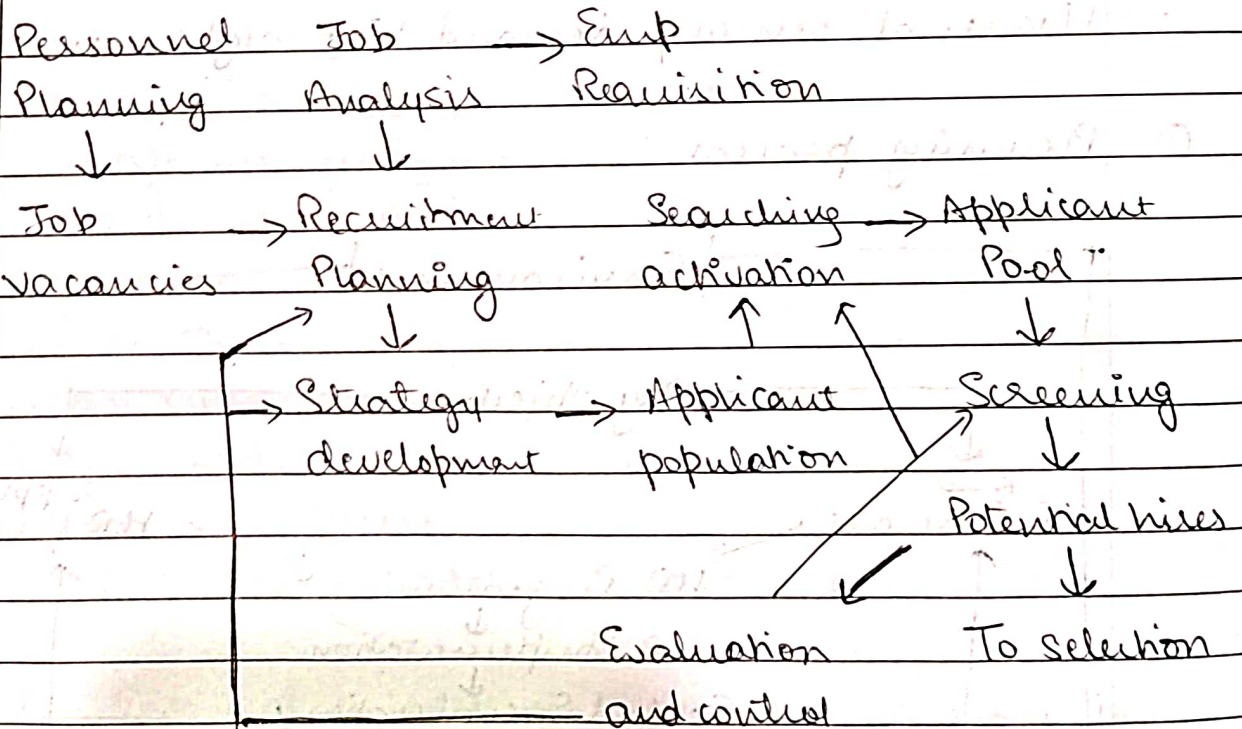 Personnel Job → Emp
Planning Analysis Requisition
↓ ↓
Job → Recruitment Searching → Applicant
vacancies Planning activation Pool
↓ ↑ ↓
→ Strategy → Applicant Screening
development population ↓
Potential hires
↓
Evaluation To selection
and control